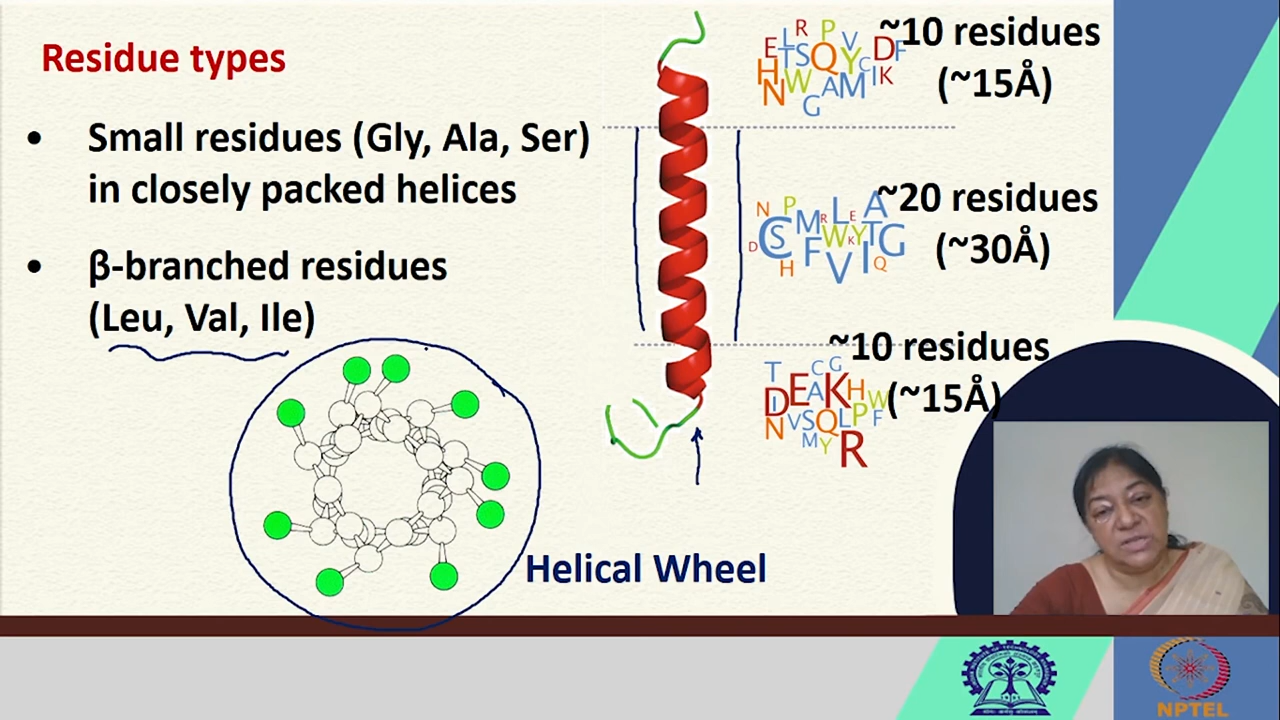 Residue types
• Small residues (Gly, Ala, Ser)
in closely packed helices
• β-branched residues
(Leu, Val, Ile)
Helical Wheel
~10 residues
(~15Å)
L R P V D F
E T S Q Y C
H W A M I K
N G
~20 residues
(~30Å)
N P M R L E A
D C S F W K Y T G
H V I Q
~10 residues
(~15Å)
T C G
D E A K H W
I N V S Q L P F
M Y R
NPTEL